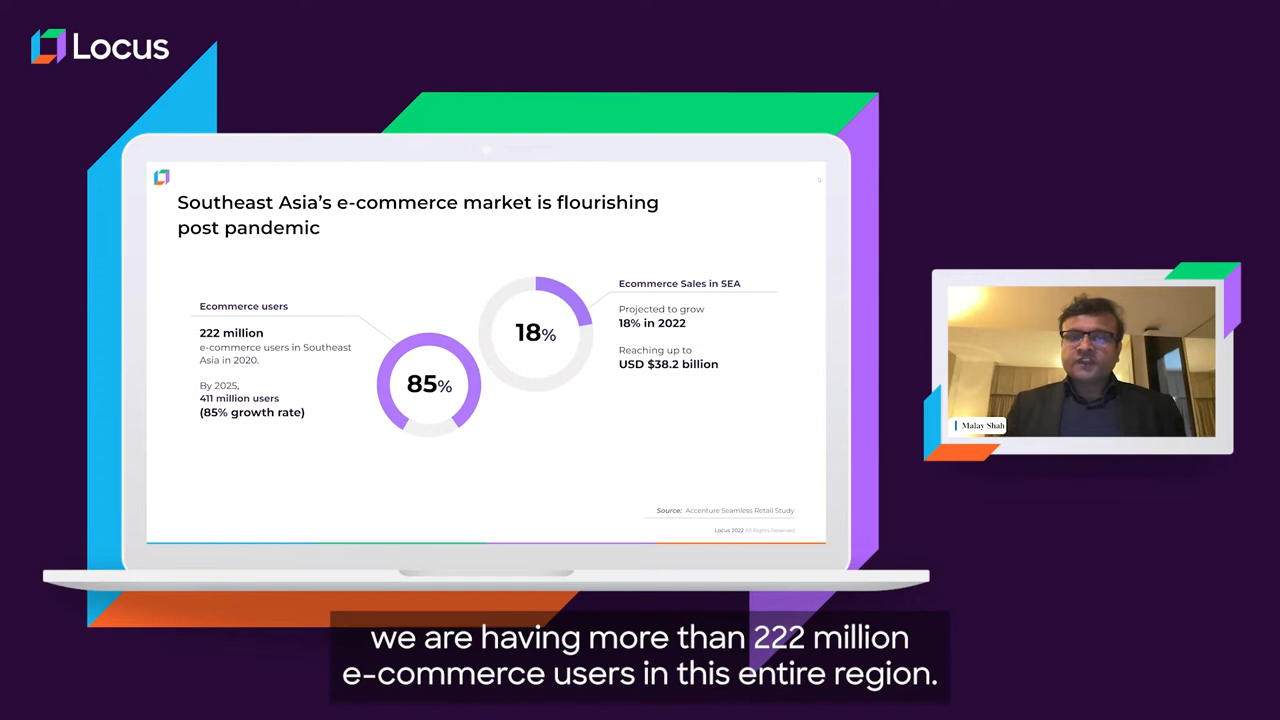 Locus
Southeast Asia's e-commerce market is flourishing
post pandemic
Ecommerce users
222 million
e-commerce users in Southeast
Asia in 2020.
By 2025,
411 million users
(85% growth rate)
85%
18%
Ecommerce Sales in SEA
Projected to grow
18% in 2022
Reaching up to
USD $38.2 billion
Source: Accenture Seamless Retail Study
Locus 2022 All Rights Reserved
Malay Shah
we are having more than 222 million
e-commerce users in this entire region.